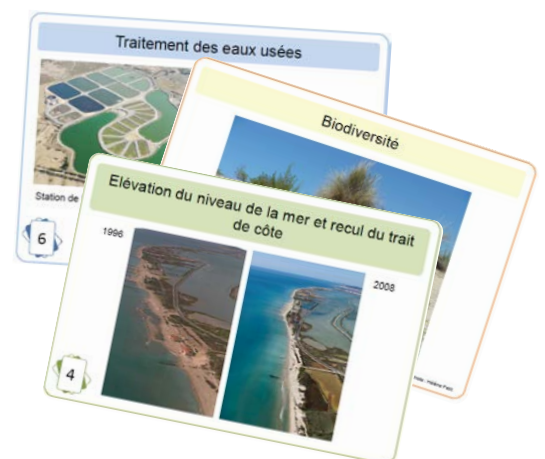 Traitement des eaux usées
Station de
6
Biodiversité
Elévation du niveau de la mer et recul du trait
de côte
1996
2008
4